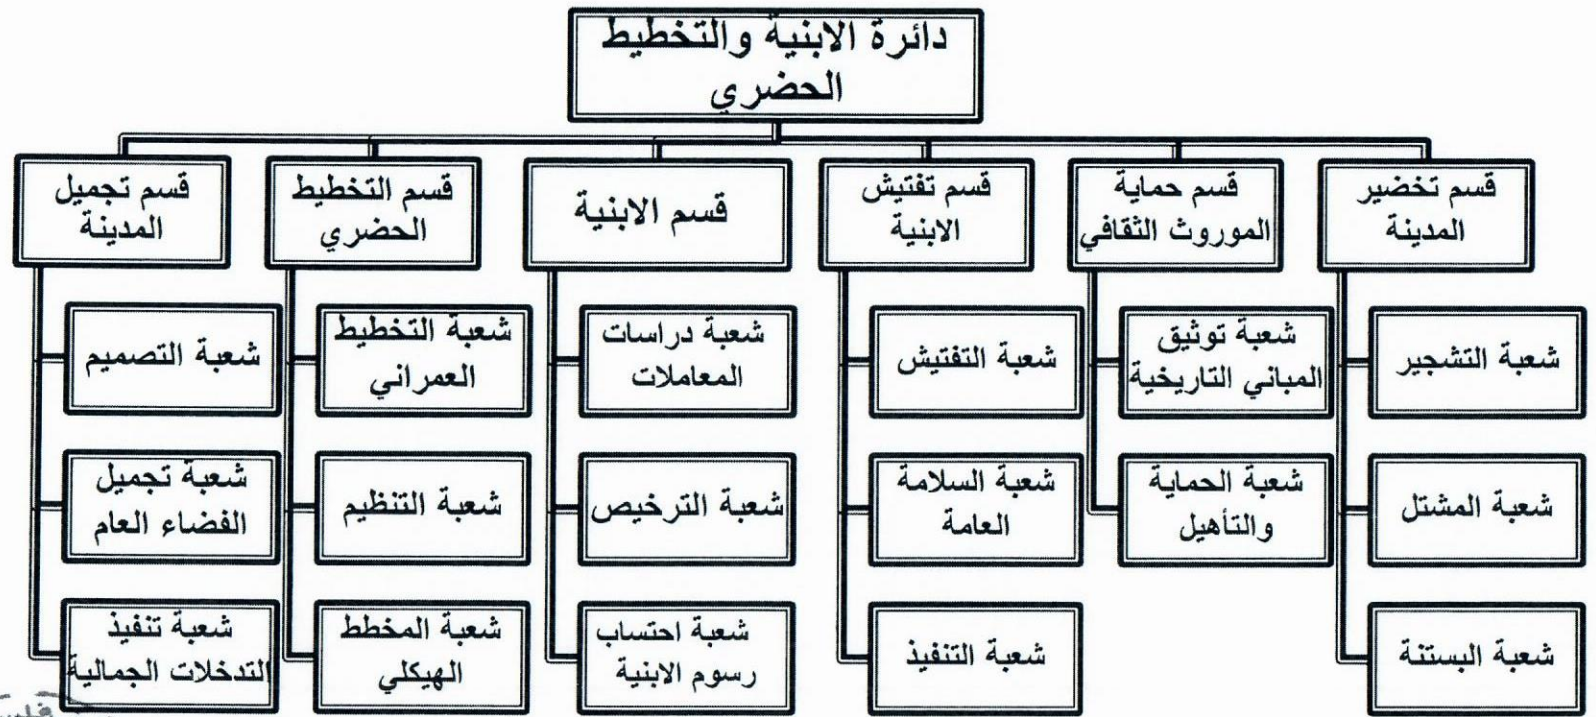 دائرة الابنية والتخطيط
الحضري
قسم تخضير
المدينة
شعبة التشجير
شعبة المشتل
شعبة البستنة
قسم حماية
الموروث الثقافي
شعبة توثيق
المباني التاريخية
شعبة الحماية
والتأهيل
قسم تفتيش
الابنية
شعبة التفتيش
شعبة السلامة
العامة
شعبة التنفيذ
قسم الابنية
شعبة دراسات
المعاملات
شعبة الترخيص
شعبة احتساب
رسوم الابنية
قسم التخطيط
الحضري
شعبة التخطيط
العمراني
شعبة التنظيم
شعبة المخطط
الهيكلي
قسم تجميل
المدينة
شعبة التصميم
شعبة تجميل
الفضاء العام
شعبة تنفيذ
التدخلات الجمالية